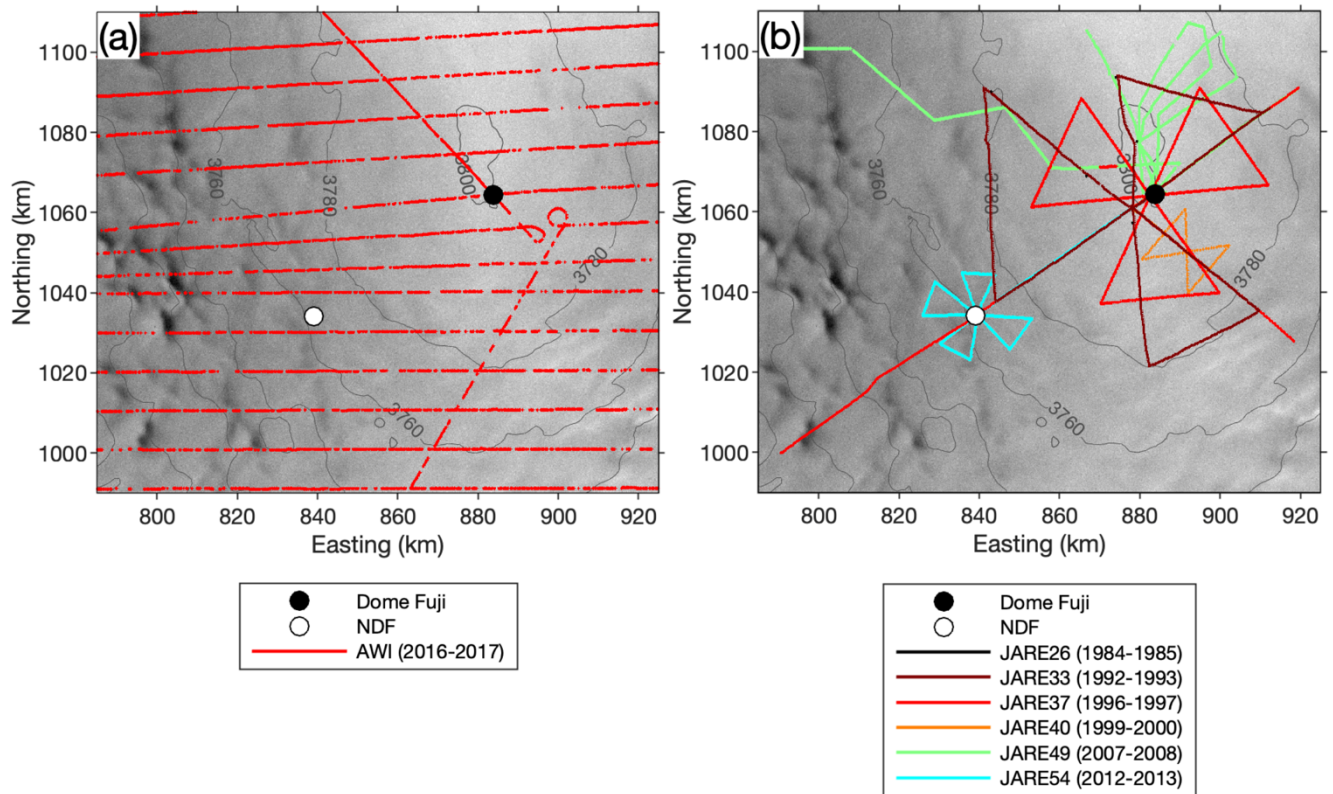 (a)
1100
1080
1060
1040
1020
1000
Northing (km)
3760
3780
3800
3780
3760
800 820 840 860 880 900 920
Easting (km)
Dome Fuji
NDF
AWI (2016-2017)
(b)
1100
1080
1060
1040
1020
1000
Northing (km)
3760
3780
3800
3780
3760
800 820 840 860 880 900 920
Easting (km)
Dome Fuji
NDF
JARE26 (1984-1985)
JARE33 (1992-1993)
JARE37 (1996-1997)
JARE40 (1999-2000)
JARE49 (2007-2008)
JARE54 (2012-2013)